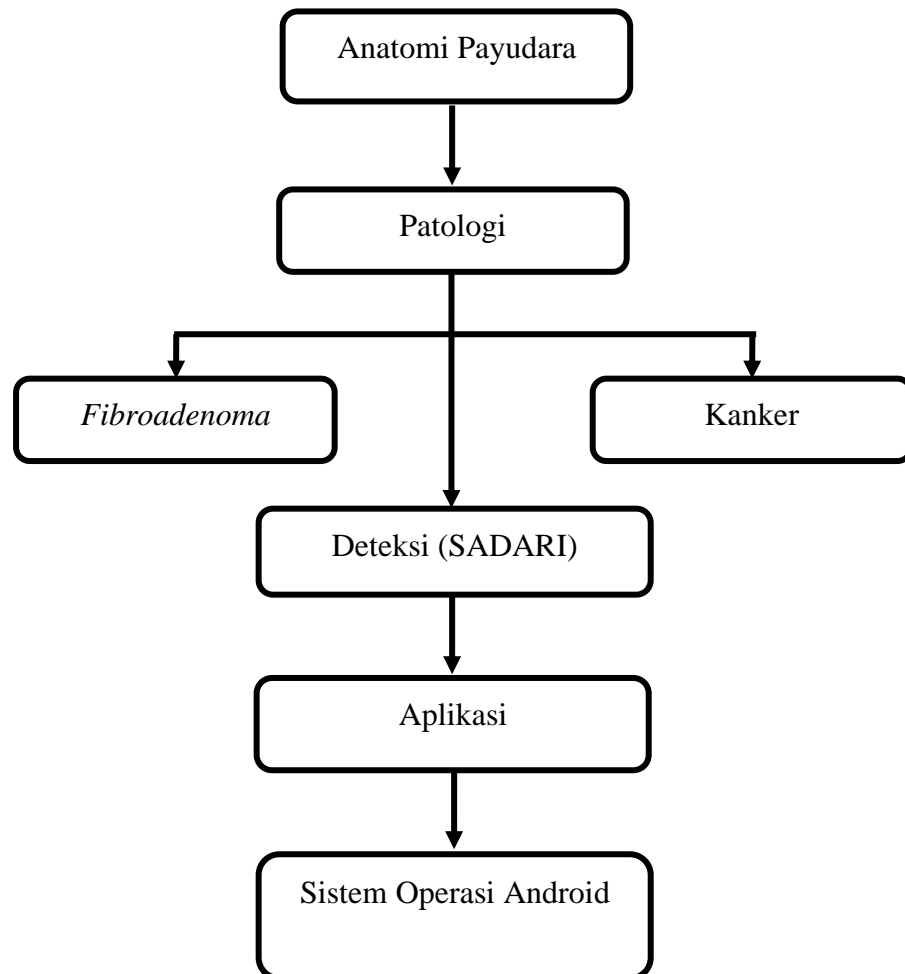 Anatomi Payudara
Patologi
Fibroadenoma
Kanker
Deteksi (SADARI)
Aplikasi
Sistem Operasi Android